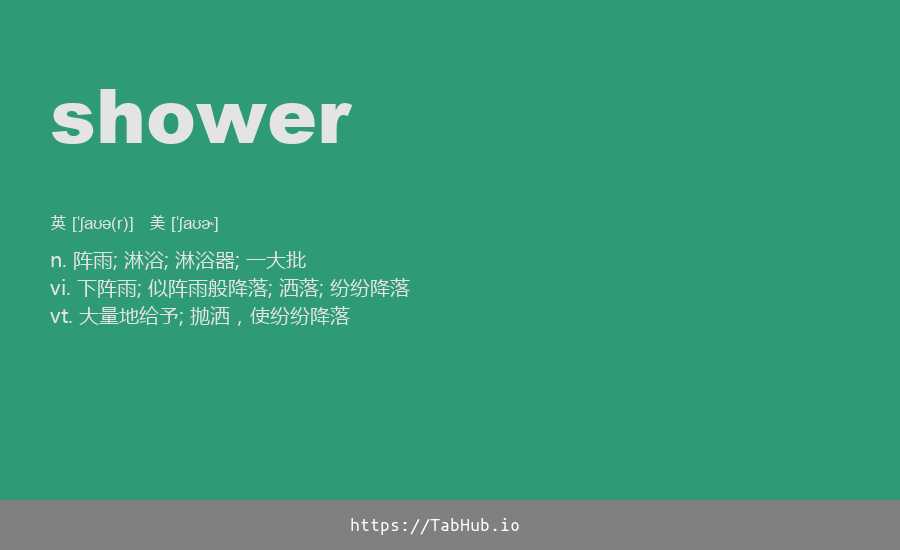 shower
英 [ˈʃaʊə(r)] 美 [ˈʃaʊɚ]
n. 阵雨; 淋浴; 淋浴器; 一大批
vi. 下阵雨; 似阵雨般降落; 洒落; 纷纷降落
vt. 大量地给予; 抛洒，使纷纷降落
https://TabHub.io